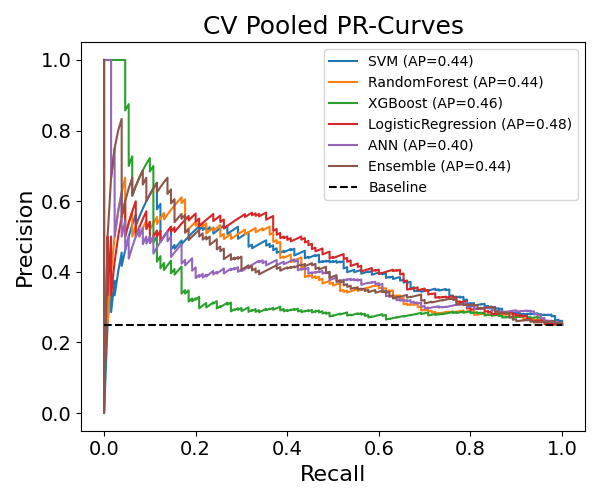 CV Pooled PR-Curves
SVM (AP=0.44)
RandomForest (AP=0.44)
XGBoost (AP=0.46)
LogisticRegression (AP=0.48)
ANN (AP=0.40)
Ensemble (AP=0.44)
Baseline
Precision
1.0
0.8
0.6
0.4
0.2
0.0
0.0 0.2 0.4 0.6 0.8 1.0
Recall